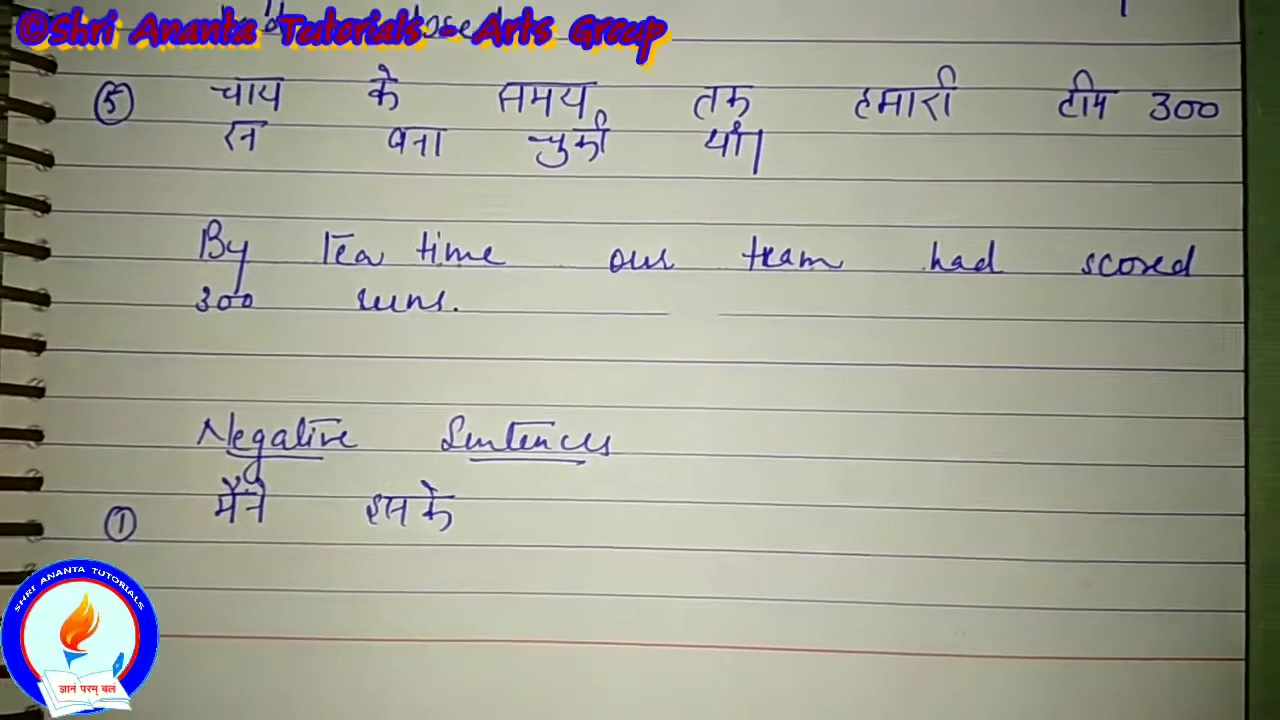 ©Shri Ananta Tutorials - Arts Group
⑤ चाय के समय तक हमारी टीम 300
रन बना चुकी थी।
By Tea time our team had scored
300 runs.
Negative Sentences
① मैंने इसके
SHRI ANANTA TUTORIALS
ज्ञानं परमं बलं